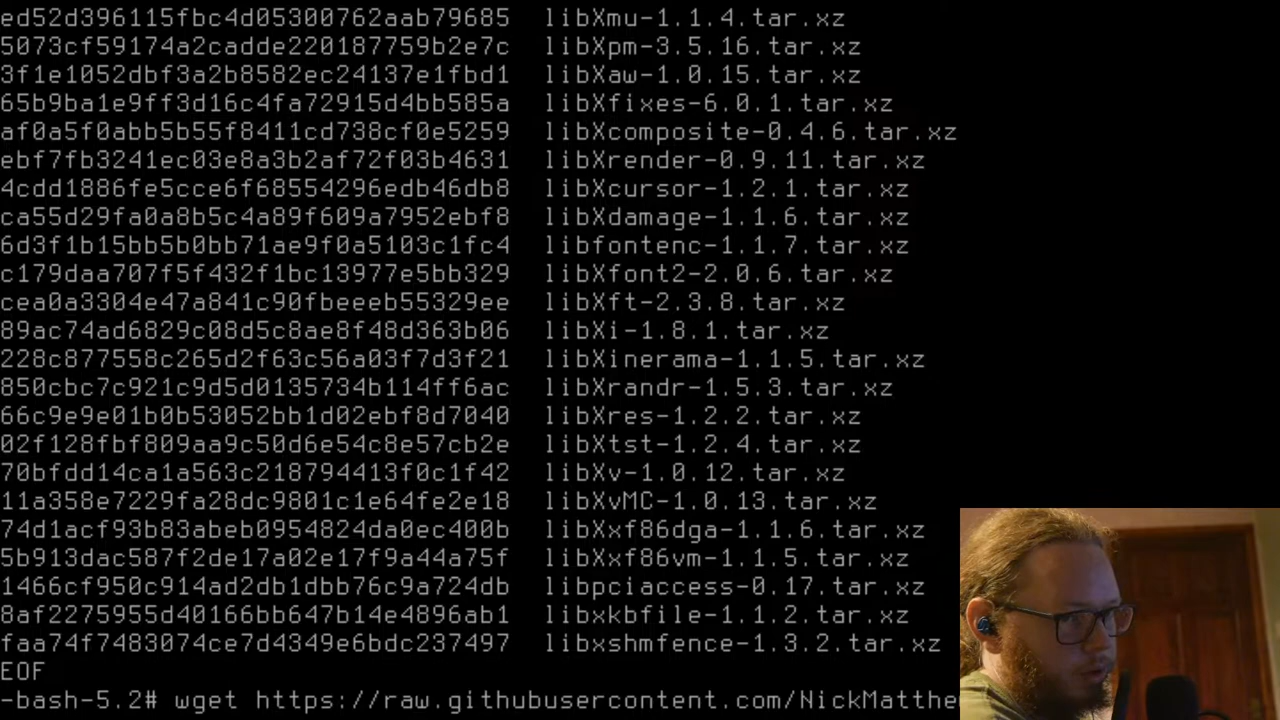 ed52d396115fbc4d05300762aab79685  libXmu-1.1.4.tar.xz
5073cf59174a2cadde220187759b2e7c  libXpm-3.5.16.tar.xz
3f1e1052dbf3a2b8582ec24137e1fbd1  libXaw-1.0.15.tar.xz
65b9ba1e9ff3d16c4fa72915d4bb585a  libXfixes-6.0.1.tar.xz
af0a5f0abb5b55f8411cd738cf0e5259  libXcomposite-0.4.6.tar.xz
ebf7fb3241ec03e8a3b2af72f03b4631  libXrender-0.9.11.tar.xz
4cdd1886fe5cce6f68554296edb46db8  libXcursor-1.2.1.tar.xz
ca55d29fa0a8b5c4a89f609a7952ebf8  libXdamage-1.1.6.tar.xz
6d3f1b15bb5b0bb71ae9f0a5103c1fc4  libfontenc-1.1.7.tar.xz
c179daa707f5f432f1bc13977e5bb329  libXfont2-2.0.6.tar.xz
cea0a3304e47a841c90fbeeeb55329ee  libXft-2.3.8.tar.xz
89ac74ad6829c08d5c8ae8f48d363b06  libXi-1.8.1.tar.xz
228c877558c265d2f63c56a03f7d3f21  libXinerama-1.1.5.tar.xz
850cbc7c921c9d5d0135734b114ff6ac  libXrandr-1.5.3.tar.xz
66c9e9e01b0b53052bb1d02ebf8d7040  libXres-1.2.2.tar.xz
02f128fbf809aa9c50d6e54c8e57cb2e  libXtst-1.2.4.tar.xz
70bfdd14ca1a563c218794413f0c1f42  libXv-1.0.12.tar.xz
11a358e7229fa28dc9801c1e64fe2e18  libXvMC-1.0.13.tar.xz
74d1acf93b83abeb0954824da0ec400b  libXxf86dga-1.1.6.tar.xz
5b913dac587f2de17a02e17f9a44a75f  libXxf86vm-1.1.5.tar.xz
1466cf950c914ad2db1dbb76c9a724db  libpciaccess-0.17.tar.xz
8af2275955d40166bb647b14e4896ab1  libxkbfile-1.1.2.tar.xz
faa74f7483074ce7d4349e6bdc237497  libxshmfence-1.3.2.tar.xz
EOF
-bash-5.2# wget https://raw.githubusercontent.com/NickMatthe